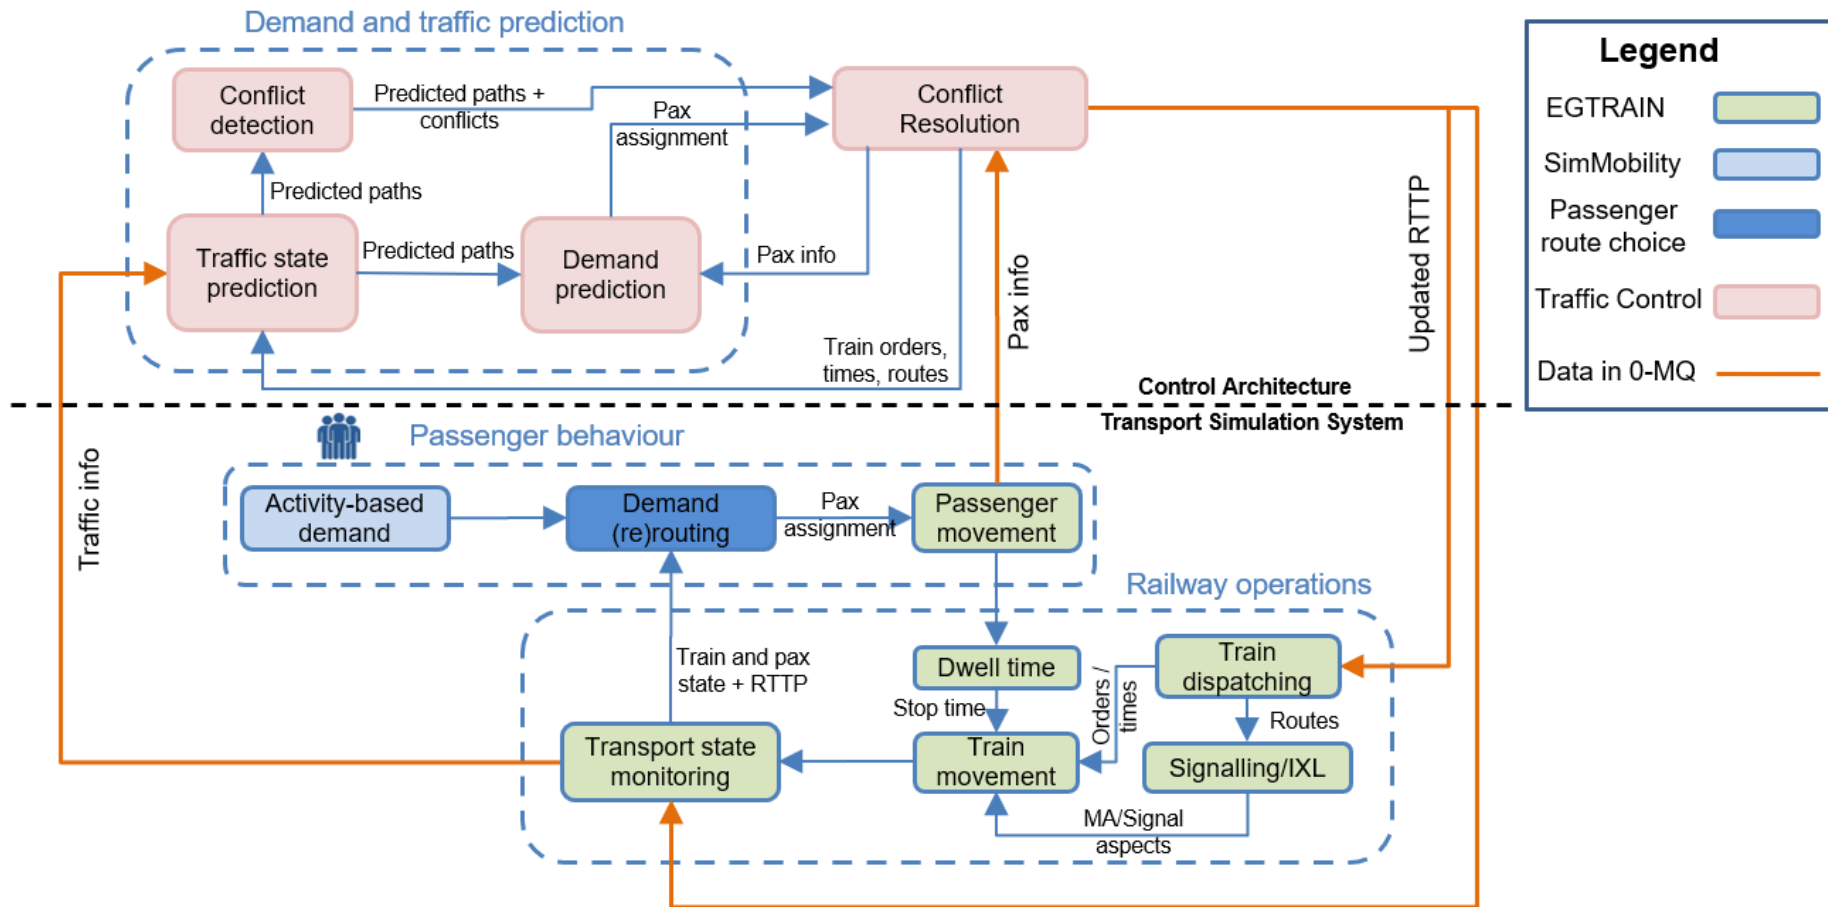 Demand and traffic prediction
Conflict
detection
Predicted paths +
conflicts
Pax
assignment
Conflict
Resolution
Predicted paths
Traffic state
prediction
Predicted paths
Demand
prediction
Pax info
Train orders,
times, routes
Pax info
Updated RTTP
Control Architecture
Transport Simulation System
Legend
EGTRAIN
SimMobility
Passenger
route choice
Traffic Control
Data in 0-MQ
Traffic info
Passenger behaviour
Activity-based
demand
Demand
(re)routing
Pax
assignment
Passenger
movement
Railway operations
Train and pax
state + RTTP
Dwell time
Stop time
Orders /
times
Train
dispatching
Routes
Transport state
monitoring
Train
movement
Signalling/IXL
MA/Signal
aspects